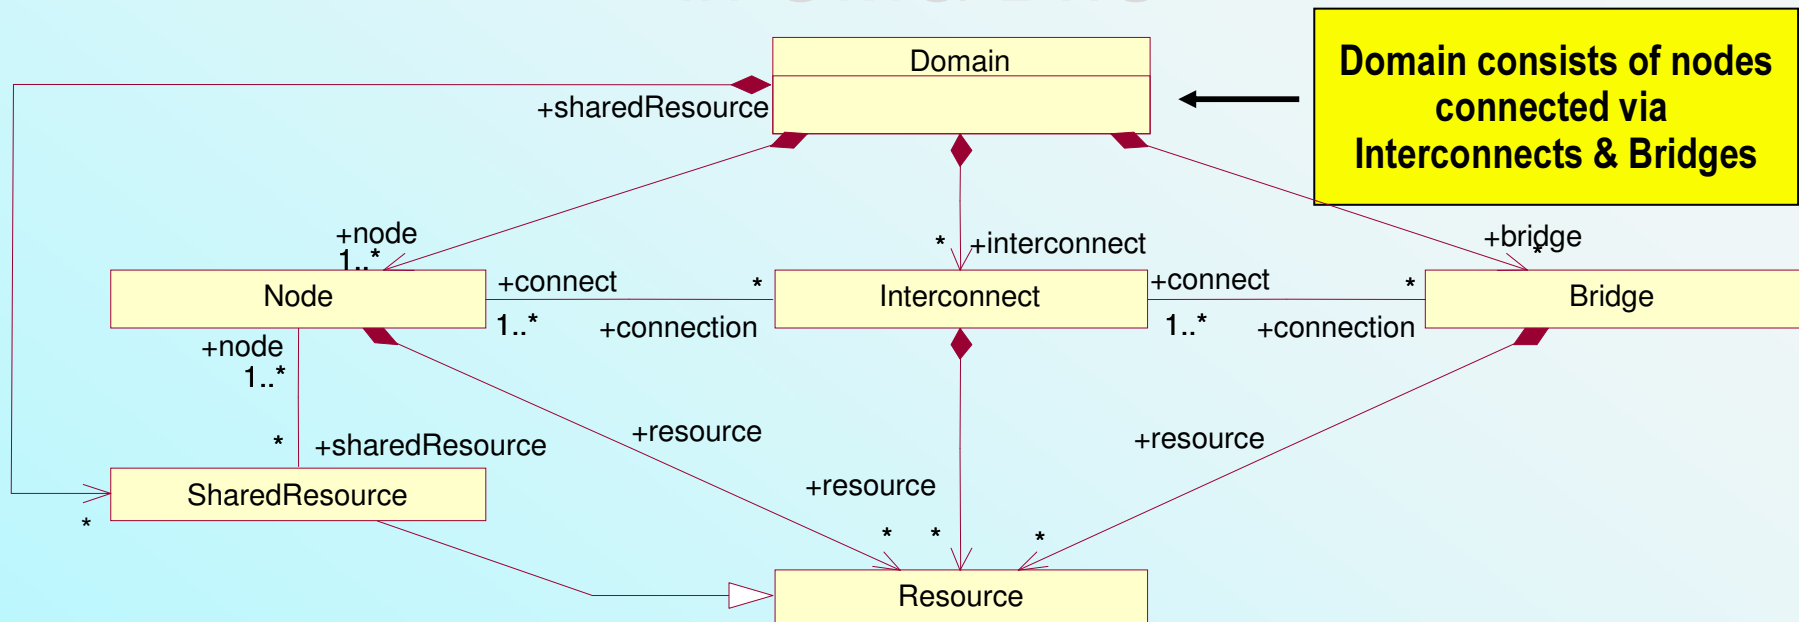 Domain
Domain consists of nodes
connected via
Interconnects & Bridges
+sharedResource
+node
1..*
*
+interconnect
+bridge
*
Node
+connect
*
1..*
+connection
Interconnect
+connect
*
1..*
+connection
Bridge
+node
1..*
*
+sharedResource
+resource
+resource
+resource
SharedResource
*
*
*
*
Resource